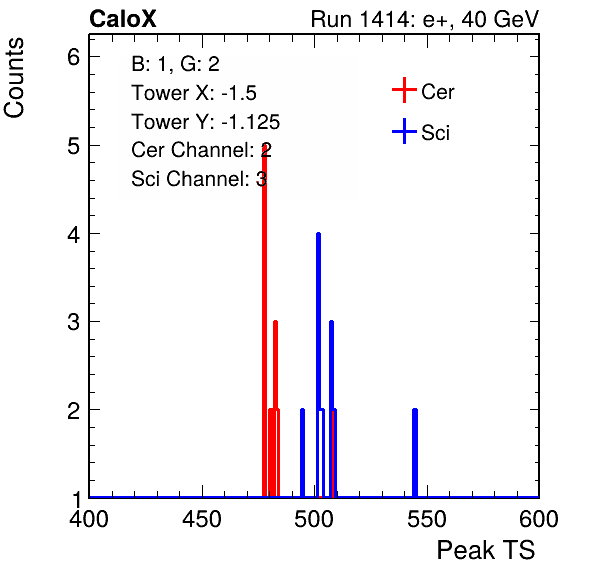 CaloX Run 1414: e+, 40 GeV
Counts
B: 1, G: 2
Tower X: -1.5
Tower Y: -1.125
Cer Channel: 2
Sci Channel: 3
Cer
Sci
6
5
4
3
2
1
400 450 500 550 600
Peak TS